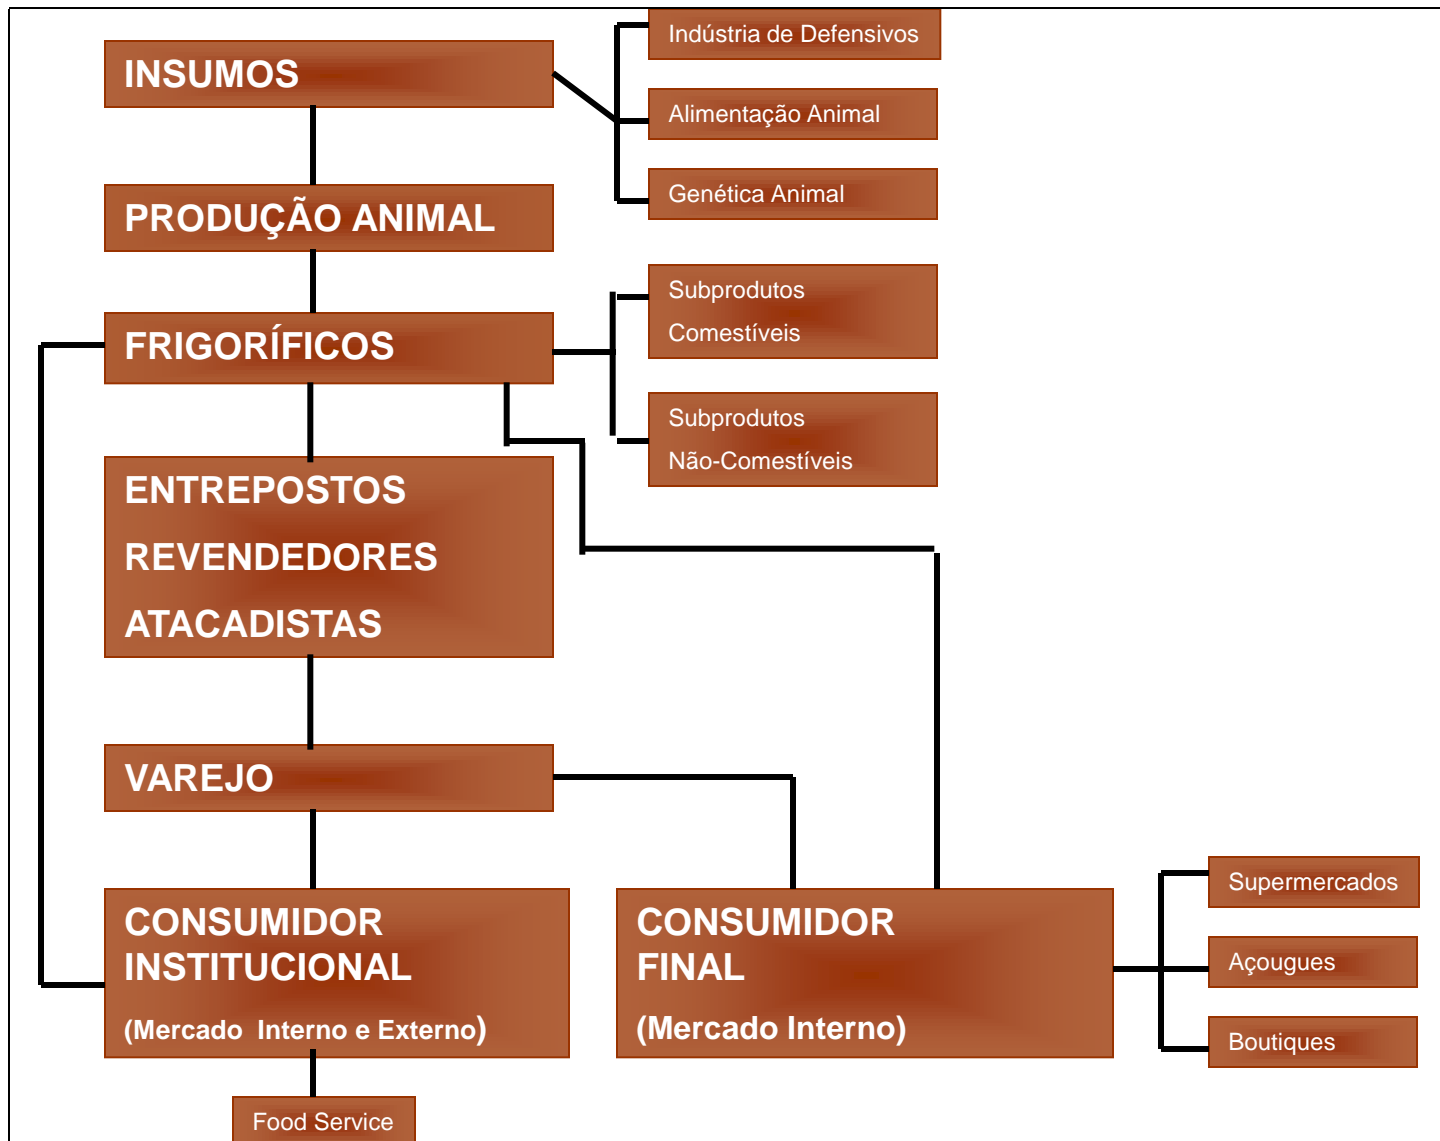 INSUMOS
Indústria de Defensivos
Alimentação Animal
Genética Animal
PRODUÇÃO ANIMAL
FRIGORÍFICOS
Subprodutos
Comestíveis
Subprodutos
Não-Comestíveis
ENTREPOSTOS
REVENDEDORES
ATACADISTAS
VAREJO
CONSUMIDOR
INSTITUCIONAL
(Mercado Interno e Externo)
CONSUMIDOR
FINAL
(Mercado Interno)
Supermercados
Açougues
Boutiques
Food Service